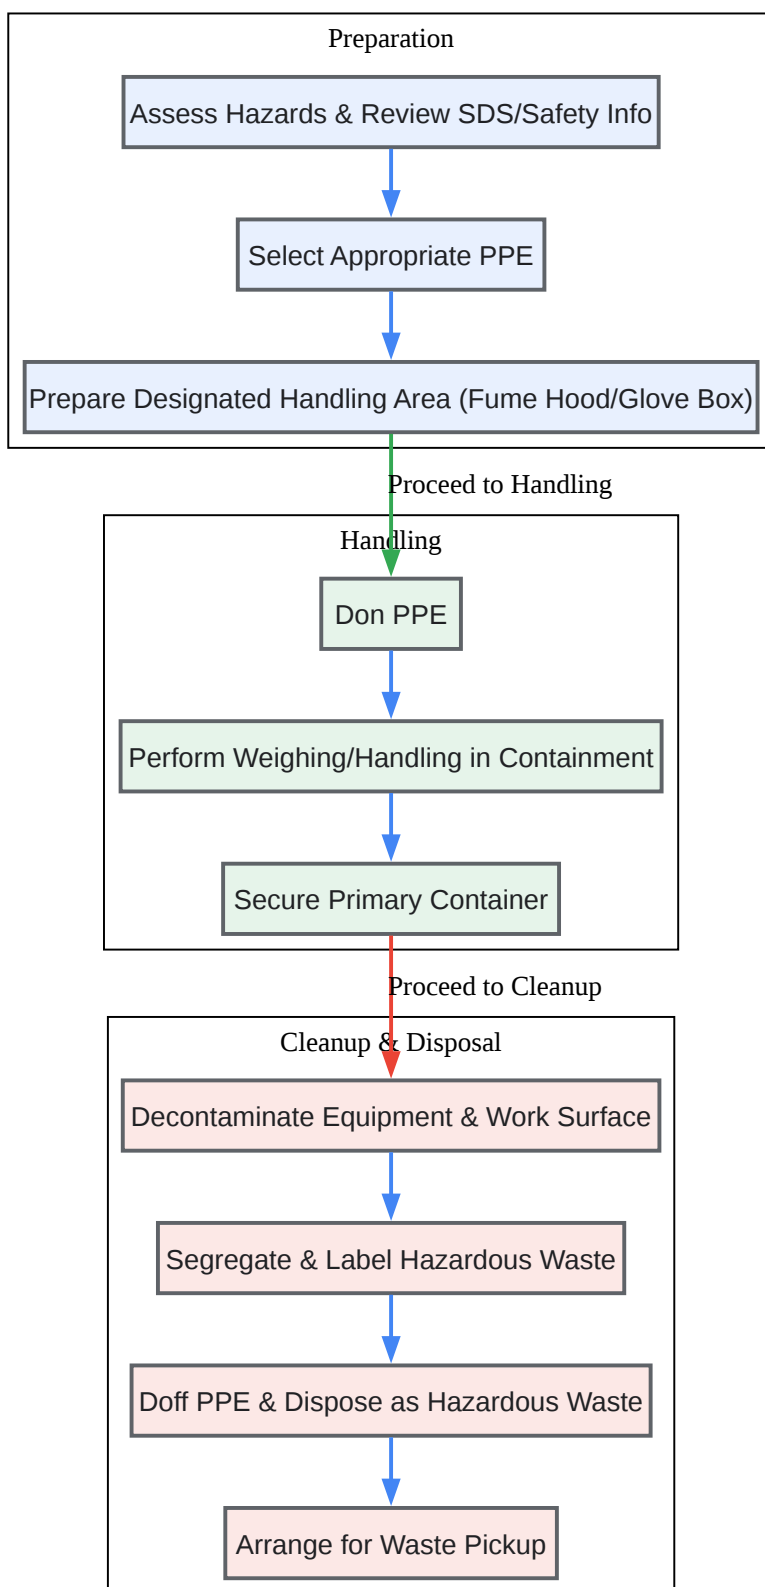 Preparation
Assess Hazards & Review SDS/Safety Info
Select Appropriate PPE
Prepare Designated Handling Area (Fume Hood/Glove Box)
Proceed to Handling
Handling
Don PPE
Perform Weighing/Handling in Containment
Secure Primary Container
Proceed to Cleanup
Cleanup & Disposal
Decontaminate Equipment & Work Surface
Segregate & Label Hazardous Waste
Doff PPE & Dispose as Hazardous Waste
Arrange for Waste Pickup